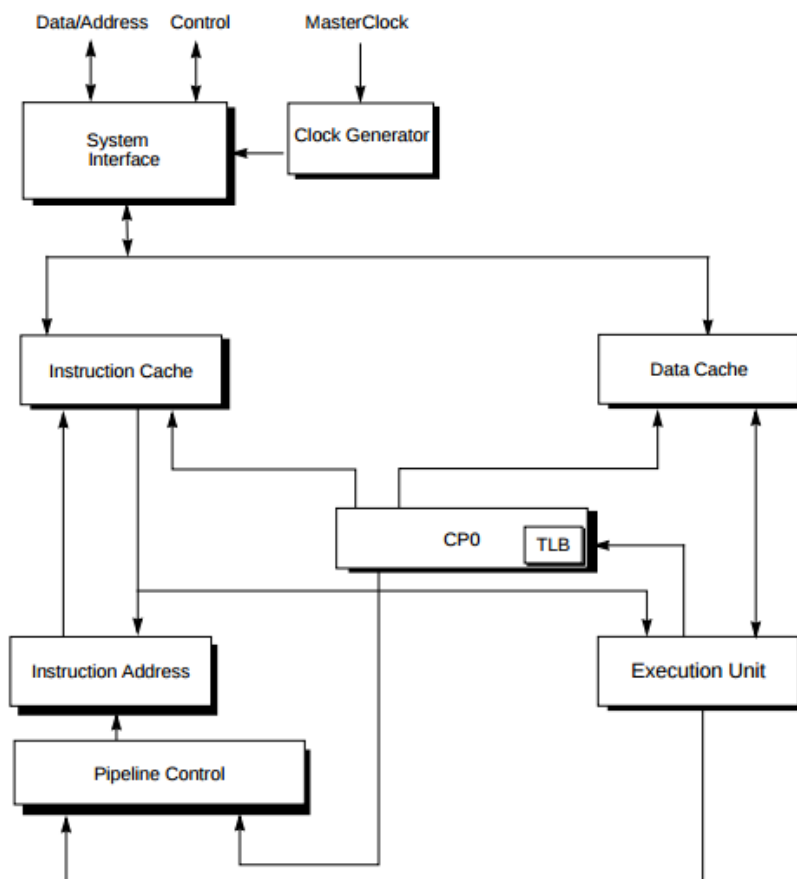 Data/Address Control MasterClock
System
Interface
Clock Generator
Instruction Cache
Data Cache
CP0
TLB
Instruction Address
Execution Unit
Pipeline Control